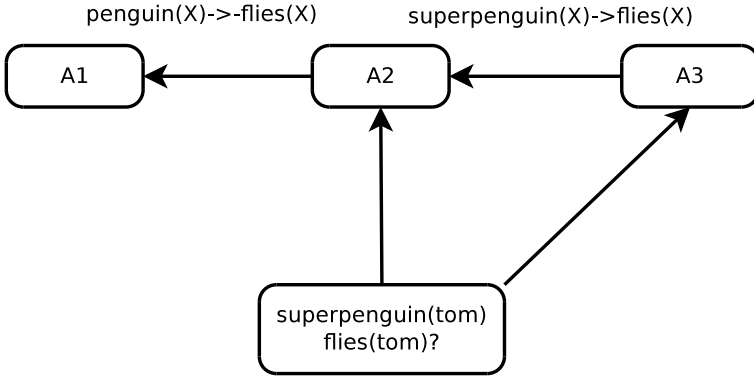 penguin(X)->-flies(X)
superpenguin(X)->flies(X)
A1
A2
A3
superpenguin(tom)
flies(tom)?